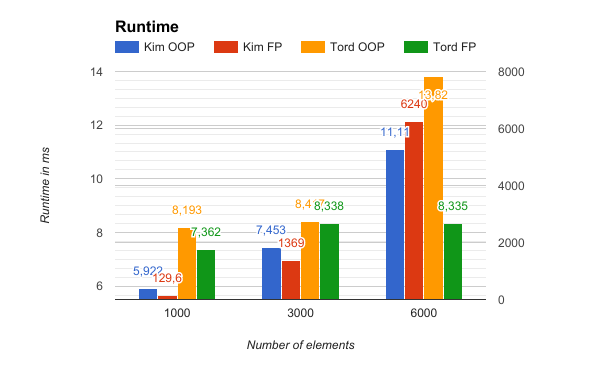 Runtime
Kim OOP Kim FP Tord OOP Tord FP
14 8000
12 6000
10 4000
8 2000
6 0
5,922 129,6 8,193 7,362
7,453 1369 8,338
11,11 6240 13,82 8,335
1000 3000 6000
Runtime in ms
Number of elements